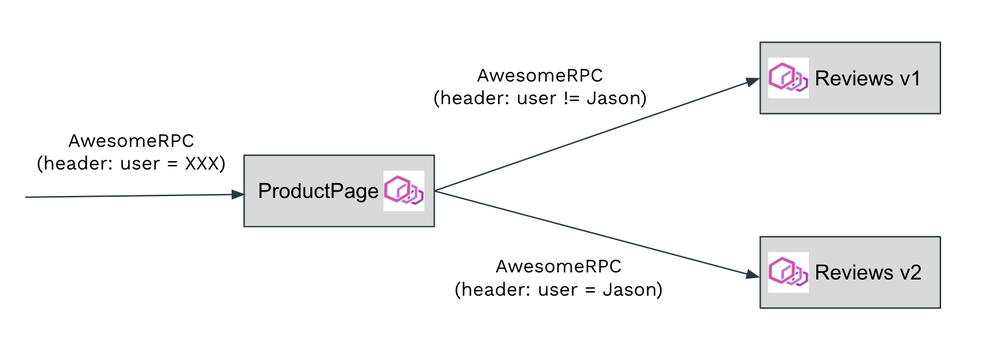 AwesomeRPC
(header: user = XXX)
ProductPage
AwesomeRPC
(header: user != Jason)
Reviews v1
AwesomeRPC
(header: user = Jason)
Reviews v2